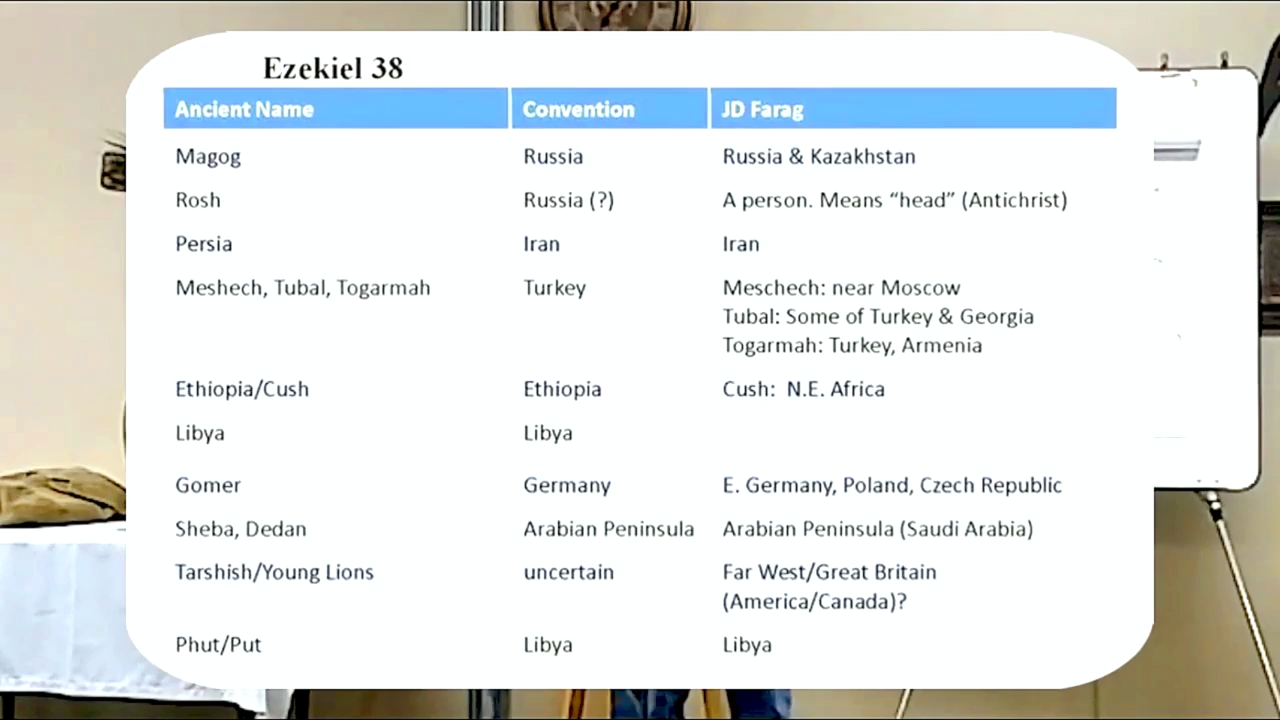 Ezekiel 38
Ancient Name Convention JD Farag
Magog Russia Russia & Kazakhstan
Rosh Russia (?) A person. Means “head” (Antichrist)
Persia Iran Iran
Meshech, Tubal, Togarmah Turkey Meschech: near Moscow
Tubal: Some of Turkey & Georgia
Togarmah: Turkey, Armenia
Ethiopia/Cush Ethiopia Cush: N.E. Africa
Libya Libya
Gomer Germany E. Germany, Poland, Czech Republic
Sheba, Dedan Arabian Peninsula Arabian Peninsula (Saudi Arabia)
Tarshish/Young Lions uncertain Far West/Great Britain
(America/Canada)?
Phut/Put Libya Libya